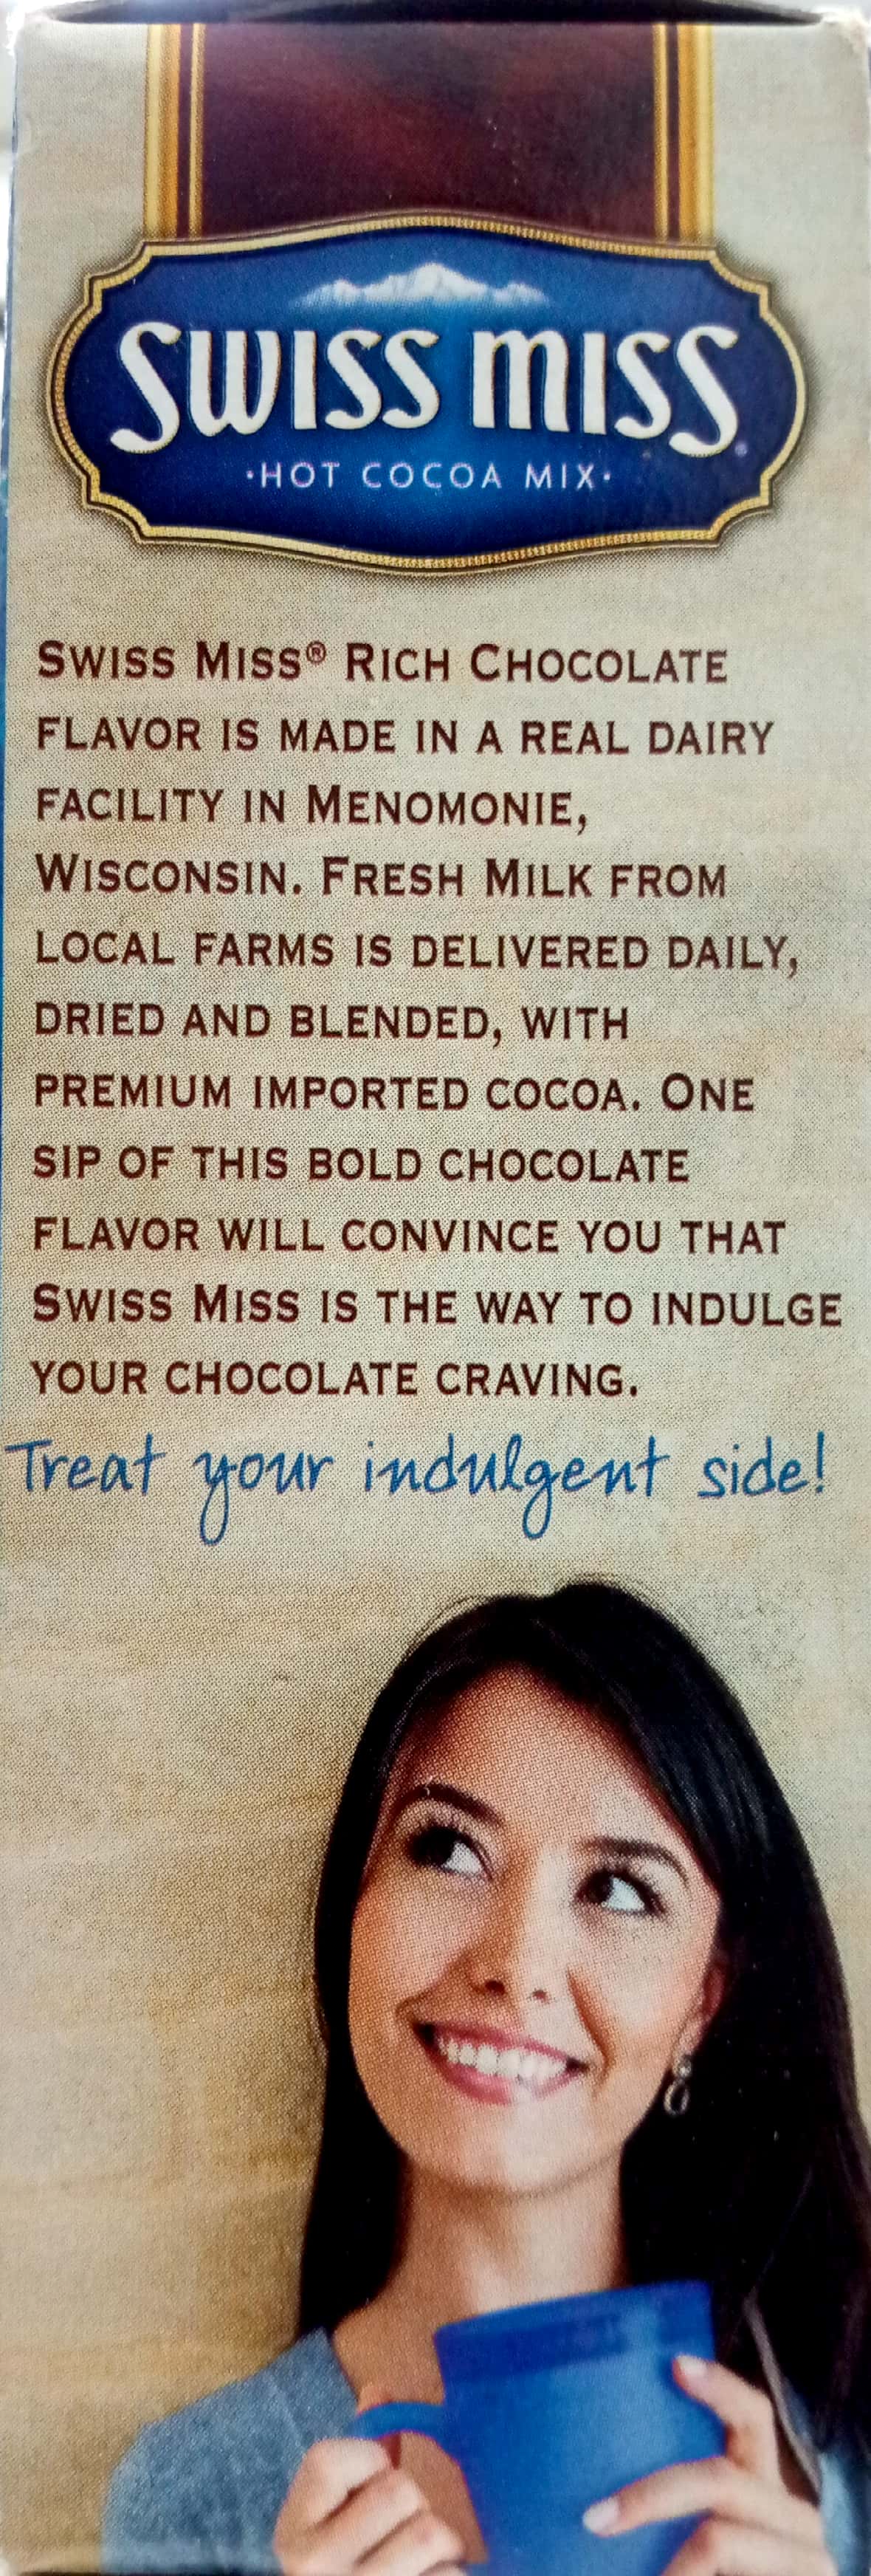 SWISS MISS
·HOT COCOA MIX·
SWISS MISS® RICH CHOCOLATE
FLAVOR IS MADE IN A REAL DAIRY
FACILITY IN MENOMONIE,
WISCONSIN. FRESH MILK FROM
LOCAL FARMS IS DELIVERED DAILY,
DRIED AND BLENDED, WITH
PREMIUM IMPORTED COCOA. ONE
SIP OF THIS BOLD CHOCOLATE
FLAVOR WILL CONVINCE YOU THAT
SWISS MISS IS THE WAY TO INDULGE
YOUR CHOCOLATE CRAVING.
Treat your indulgent side!